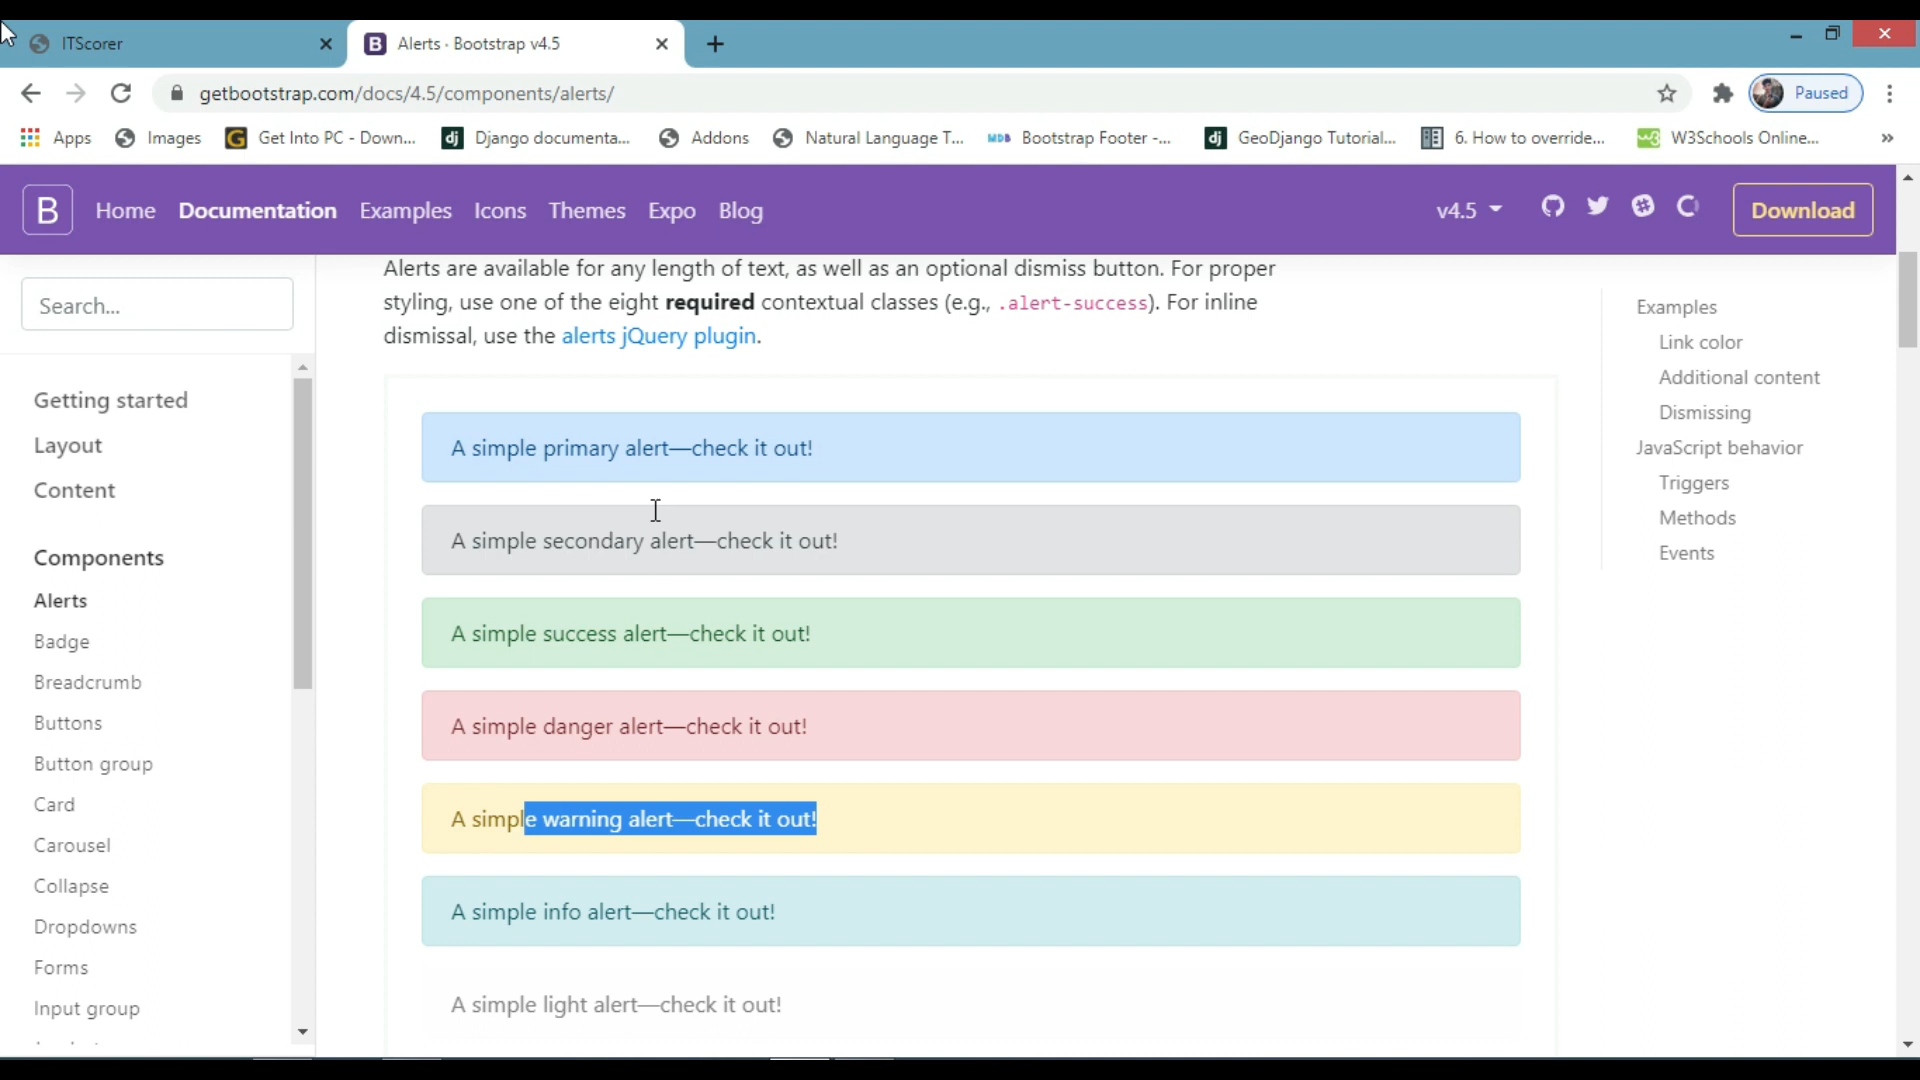 ITScorer
Alerts · Bootstrap v4.5
getbootstrap.com/docs/4.5/components/alerts/
Paused
Apps Images Get Into PC - Down... Django documenta... Addons Natural Language T... MDB Bootstrap Footer -... GeoDjango Tutorial... 6. How to override... W3Schools Online... »
B Home Documentation Examples Icons Themes Expo Blog v4.5 Download
Search...
Getting started
Layout
Content
Components
Alerts
Badge
Breadcrumb
Buttons
Button group
Card
Carousel
Collapse
Dropdowns
Forms
Input group
Alerts are available for any length of text, as well as an optional dismiss button. For proper
styling, use one of the eight required contextual classes (e.g., .alert-success). For inline
dismissal, use the alerts jQuery plugin.
A simple primary alert—check it out!
A simple secondary alert—check it out!
A simple success alert—check it out!
A simple danger alert—check it out!
A simple warning alert—check it out!
A simple info alert—check it out!
A simple light alert—check it out!
Examples
Link color
Additional content
Dismissing
JavaScript behavior
Triggers
Methods
Events